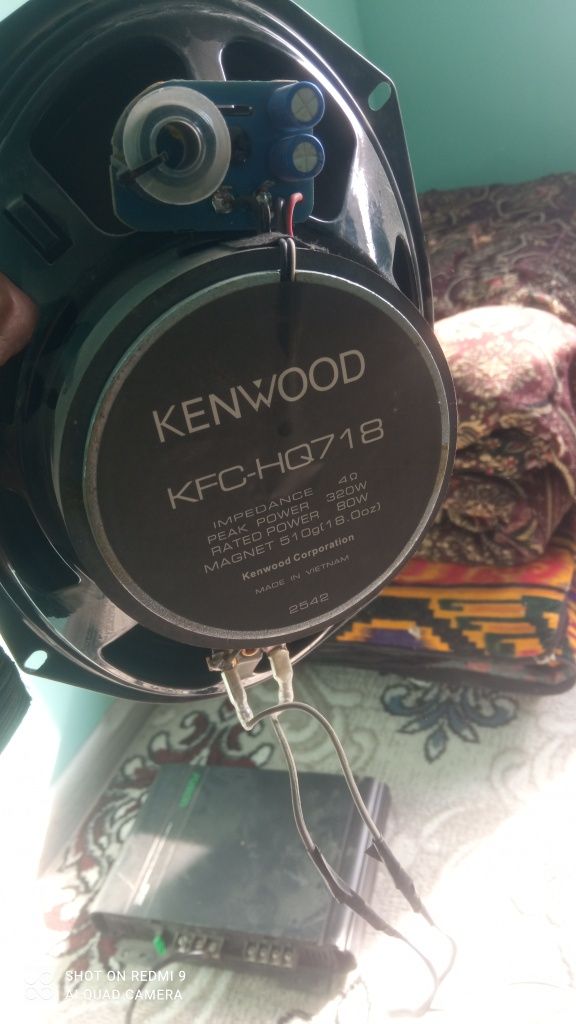 KENWOOD
KFC-HQ718
IMPEDANCE 4Ω
PEAK POWER 320W
RATED POWER 80W
MAGNET 510g(18.0oz)
Kenwood Corporation
MADE IN VIETNAM
2542
SHOT ON REDMI 9
AI QUAD CAMERA